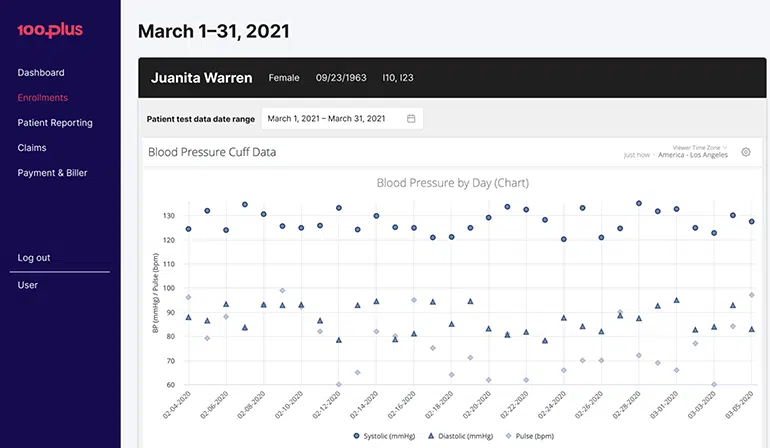 100plus
March 1–31, 2021
Dashboard
Enrollments
Patient Reporting
Claims
Payment & Biller
Log out
User
Juanita Warren Female 09/23/1963 I10, I23
Patient test data date range March 1, 2021 – March 31, 2021
Blood Pressure Cuff Data
Viewer Time Zone
just now · America - Los Angeles
Blood Pressure by Day (Chart)
BP (mmHg) / Pulse (bpm)
130
120
110
100
90
80
70
60
02-04-2020
02-06-2020
02-08-2020
02-10-2020
02-12-2020
02-14-2020
02-16-2020
02-18-2020
02-20-2020
02-22-2020
02-24-2020
02-26-2020
02-28-2020
03-01-2020
03-03-2020
03-05-2020
Systolic (mmHg) Diastolic (mmHg) Pulse (bpm)